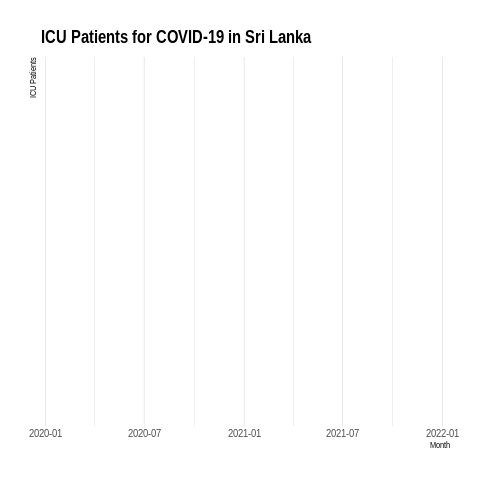 ICU Patients for COVID-19 in Sri Lanka
ICU Patients
2020-01 2020-07 2021-01 2021-07 2022-01
Month